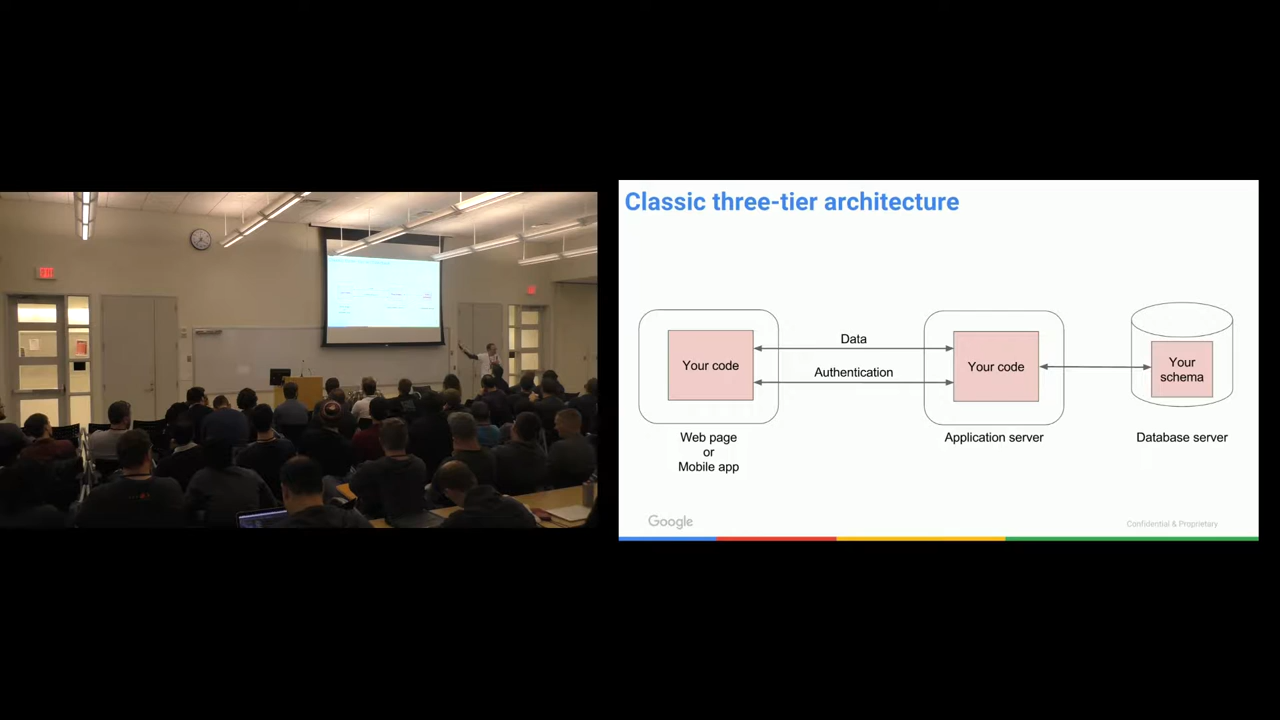 Classic three-tier architecture
Your code
Data
Authentication
Your code
Your
schema
Web page
or
Mobile app
Application server
Database server
Google
Confidential & Proprietary